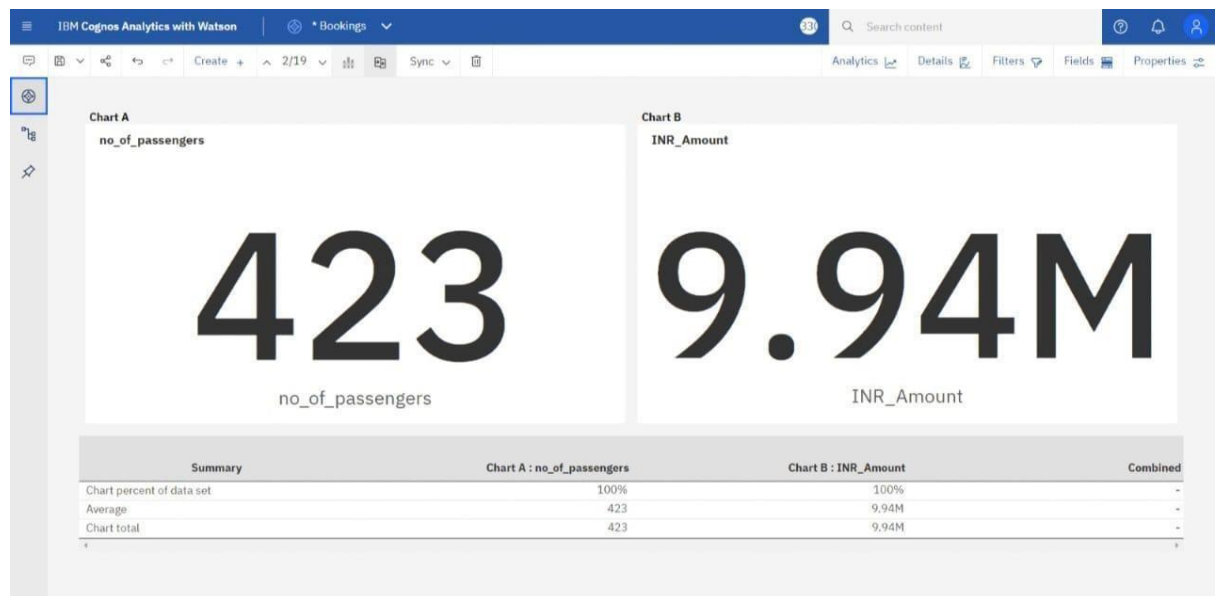 IBM Cognos Analytics with Watson * Bookings 330 Search content
Create + 2/19 Sync Analytics Details Filters Fields Properties
Chart A Chart B
no_of_passengers INR_Amount
423 9.94M
no_of_passengers INR_Amount
Summary Chart A : no_of_passengers Chart B : INR_Amount Combined
Chart percent of data set 100% 100% -
Average 423 9.94M -
Chart total 423 9.94M -